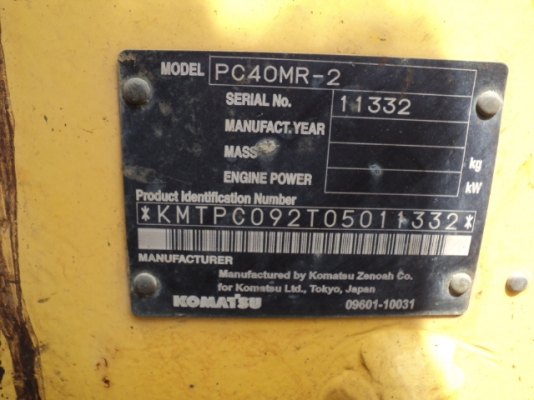 MODEL PC40MR-2
SERIAL No. 11332
MANUFACT.YEAR
MASS kg
ENGINE POWER kW
Product Identification Number
*KMTPC092T05011332*
MANUFACTURER
Manufactured by Komatsu Zenoah Co.
for Komatsu Ltd., Tokyo, Japan
KOMATSU 09601-10031